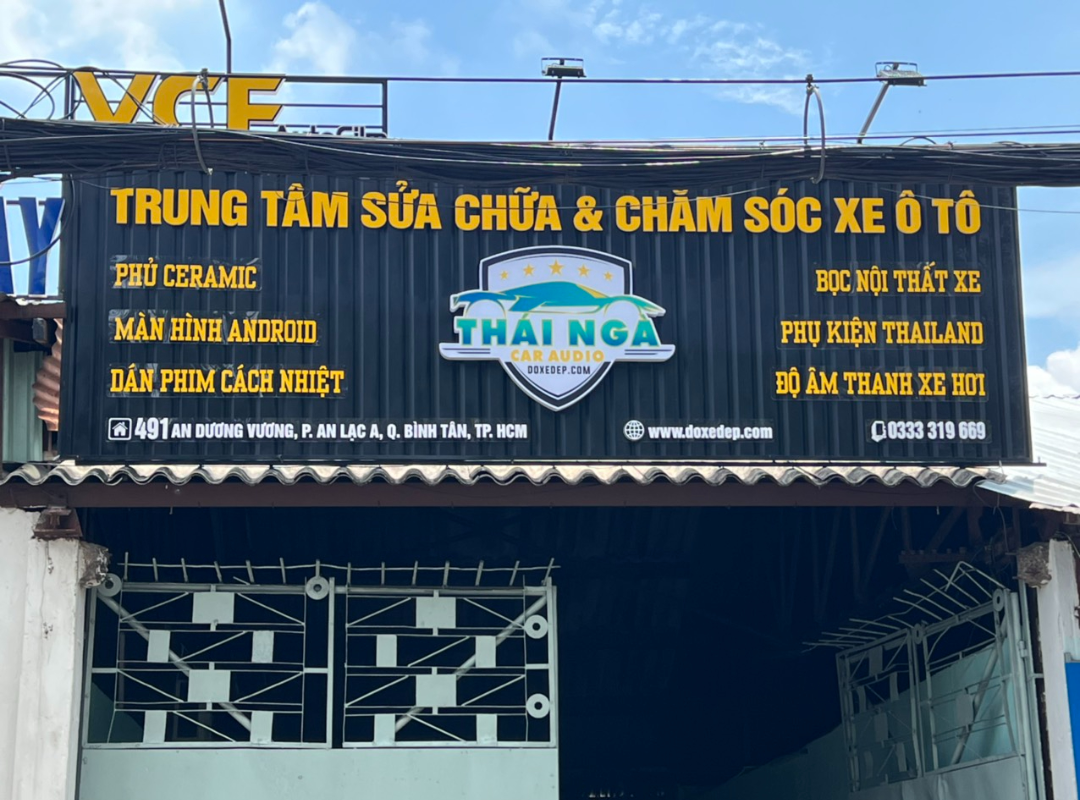 VCF
TRUNG TÂM SỬA CHỮA & CHĂM SÓC XE Ô TÔ
PHỦ CERAMIC
MÀN HÌNH ANDROID
DÁN PHIM CÁCH NHIỆT
THÁI NGA
CAR AUDIO
DOXEDEP.COM
BỌC NỘI THẤT XE
PHỤ KIỆN THAILAND
ĐỘ ÂM THANH XE HƠI
491 AN DƯƠNG VƯƠNG, P. AN LẠC A, Q. BÌNH TÂN, TP. HCM
www.doxedep.com
0333 319 669